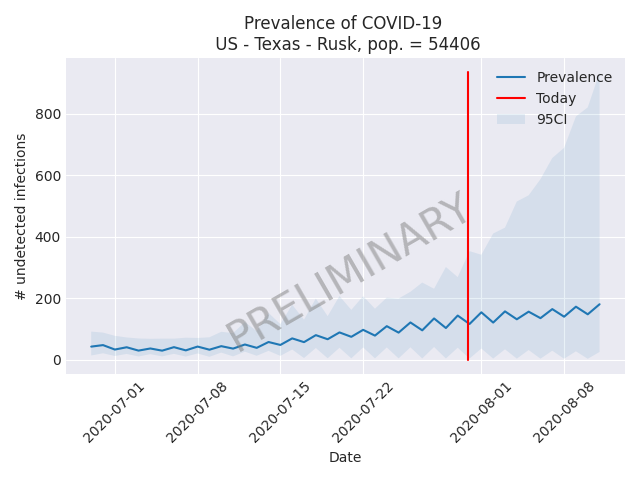 Prevalence of COVID-19
US - Texas - Rusk, pop. = 54406
Prevalence
Today
95CI
800
600
400
200
0
# undetected infections
PRELIMINARY
2020-07-01
2020-07-08
2020-07-15
2020-07-22
2020-08-01
2020-08-08
Date